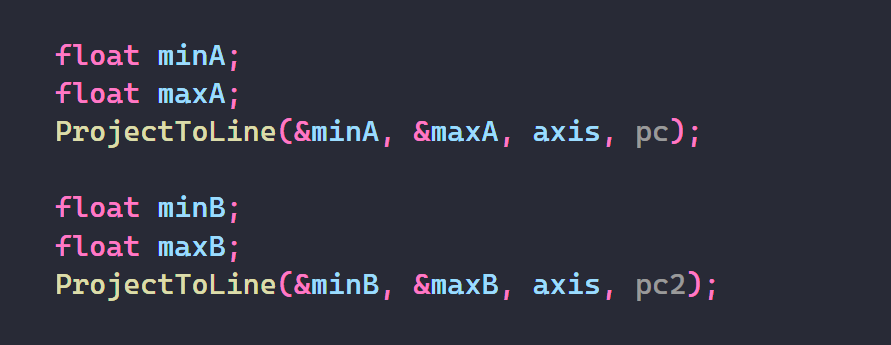 float minA;
float maxA;
ProjectToLine(&minA, &maxA, axis, pc);
float minB;
float maxB;
ProjectToLine(&minB, &maxB, axis, pc2);